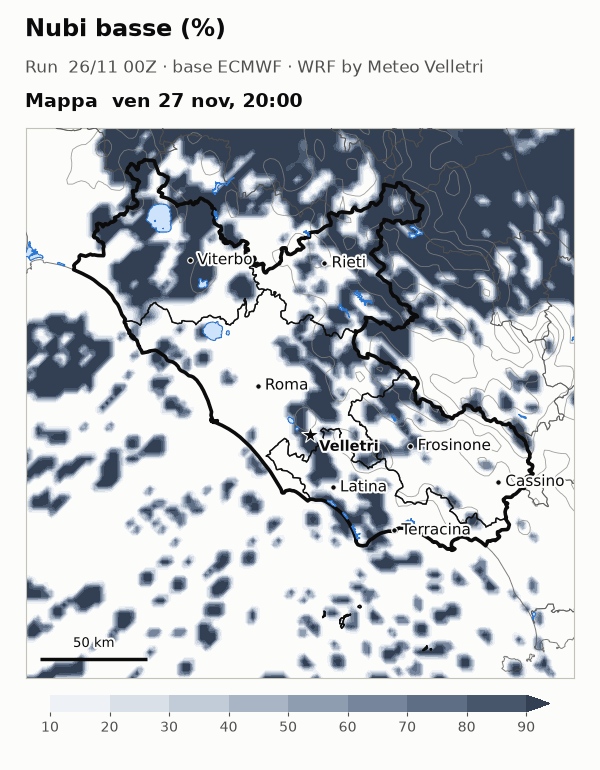 Nubi basse (%)
Run  26/11 00Z · base ECMWF · WRF by Meteo Velletri
Mappa  ven 27 nov, 20:00
Viterbo
Rieti
Roma
Velletri
Frosinone
Cassino
Latina
Terracina
50 km
10 20 30 40 50 60 70 80 90